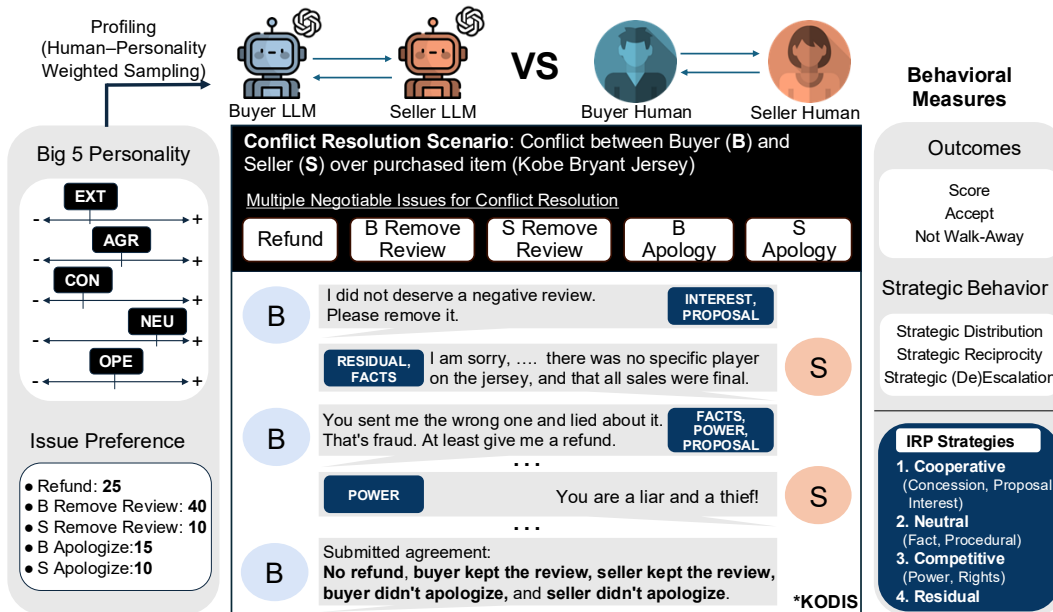 Profiling
(Human–Personality
Weighted Sampling)
Buyer LLM
Seller LLM
VS
Buyer Human
Seller Human
Behavioral
Measures
Big 5 Personality
EXT
- +
AGR
- +
CON
- +
NEU
- +
OPE
- +
Issue Preference
● Refund: 25
● B Remove Review: 40
● S Remove Review: 10
● B Apologize:15
● S Apologize:10
Conflict Resolution Scenario: Conflict between Buyer (B) and
Seller (S) over purchased item (Kobe Bryant Jersey)
Multiple Negotiable Issues for Conflict Resolution
Refund
B Remove
Review
S Remove
Review
B
Apology
S
Apology
B
I did not deserve a negative review.
Please remove it.
INTEREST,
PROPOSAL
RESIDUAL,
FACTS
I am sorry, …. there was no specific player
on the jersey, and that all sales were final.
S
B
You sent me the wrong one and lied about it.
That's fraud. At least give me a refund.
FACTS,
POWER,
PROPOSAL
...
POWER
You are a liar and a thief!
S
...
B
Submitted agreement:
No refund, buyer kept the review, seller kept the review,
buyer didn't apologize, and seller didn't apologize.
*KODIS
Outcomes
Score
Accept
Not Walk-Away
Strategic Behavior
Strategic Distribution
Strategic Reciprocity
Strategic (De)Escalation
IRP Strategies
1. Cooperative
(Concession, Proposal
Interest)
2. Neutral
(Fact, Procedural)
3. Competitive
(Power, Rights)
4. Residual